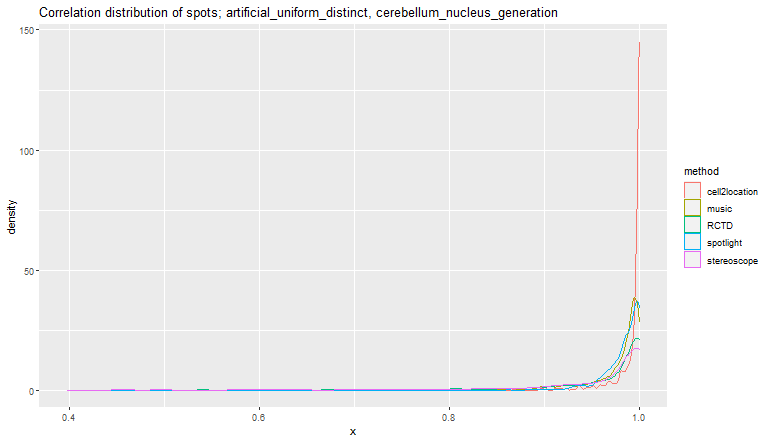 Correlation distribution of spots; artificial_uniform_distinct, cerebellum_nucleus_generation
150
100
50
0
density
0.4
0.6
0.8
1.0
x
method
cell2location
music
RCTD
spotlight
stereoscope